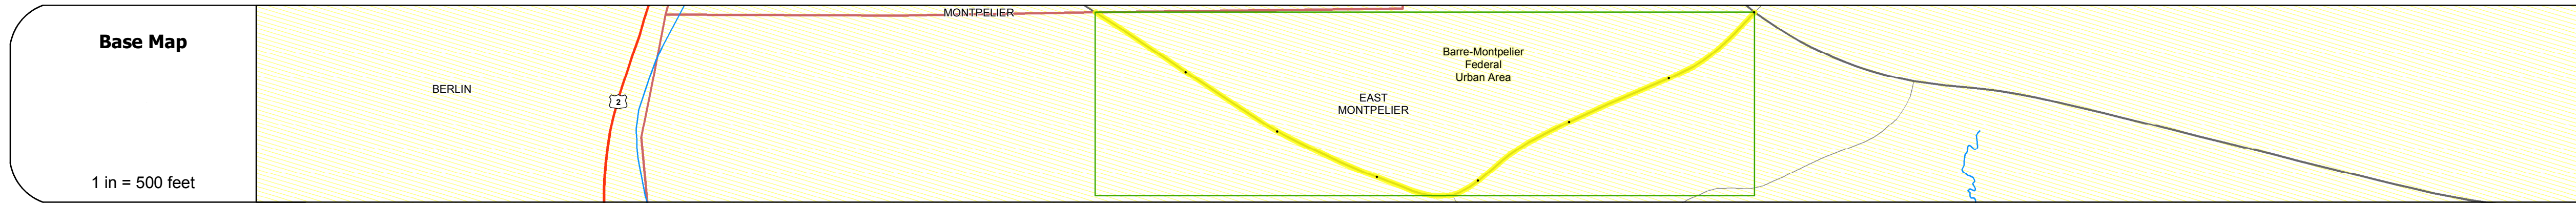 Base Map
1 in = 500 feet
BERLIN
2
MONTPELIER
Barre-Montpelier
Federal
Urban Area
EAST
MONTPELIER